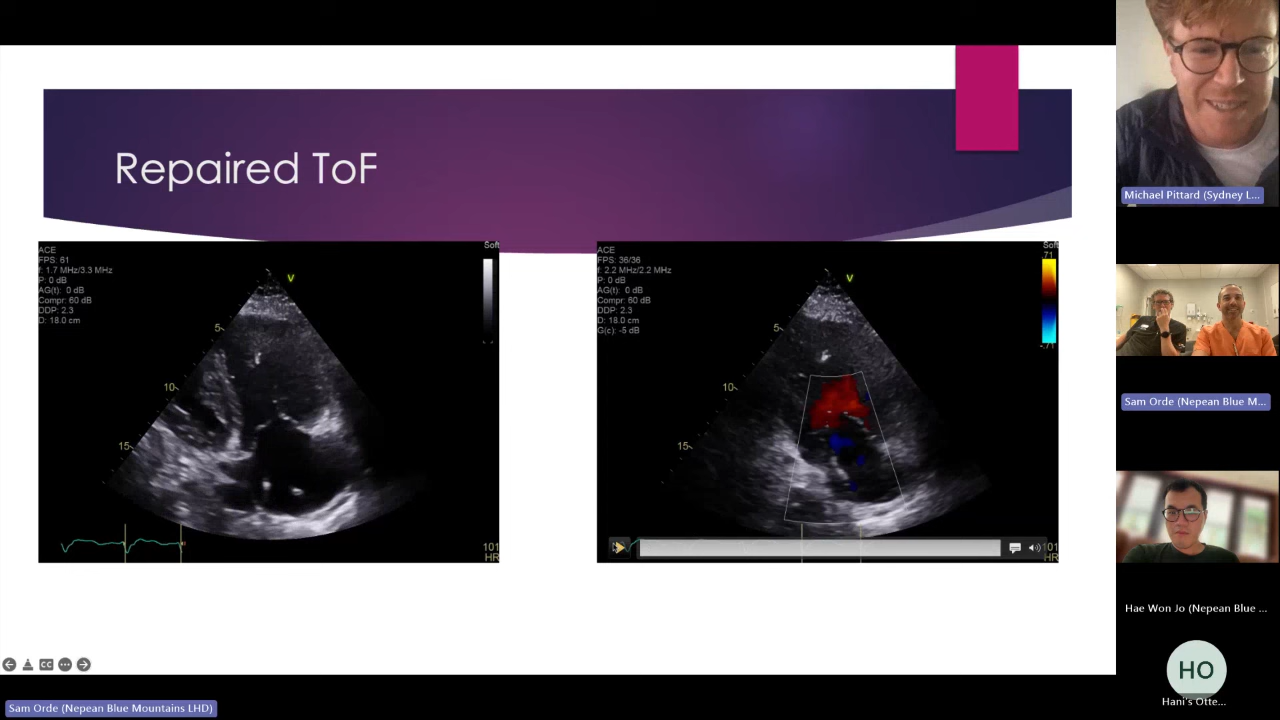 Repaired ToF
ACE
FPS: 61
f: 1.7 MHz/3.3 MHz
P: 0 dB
AG(t): 0 dB
Compr: 60 dB
DDP: 2.3
D: 18.0 cm
V
Soft
5
10
15
101
HR
ACE
FPS: 36/36
f: 2.2 MHz/2.2 MHz
P: 0 dB
AG(t): 0 dB
Compr: 60 dB
DDP: 2.3
D: 18.0 cm
G(c): -5 dB
V
Soft
.71
-.71
5
10
15
101
HR
CC
Sam Orde (Nepean Blue Mountains LHD)
Michael Pittard (Sydney L...
Sam Orde (Nepean Blue M...
Hae Won Jo (Nepean Blue ...
HO
Hani's Otte...